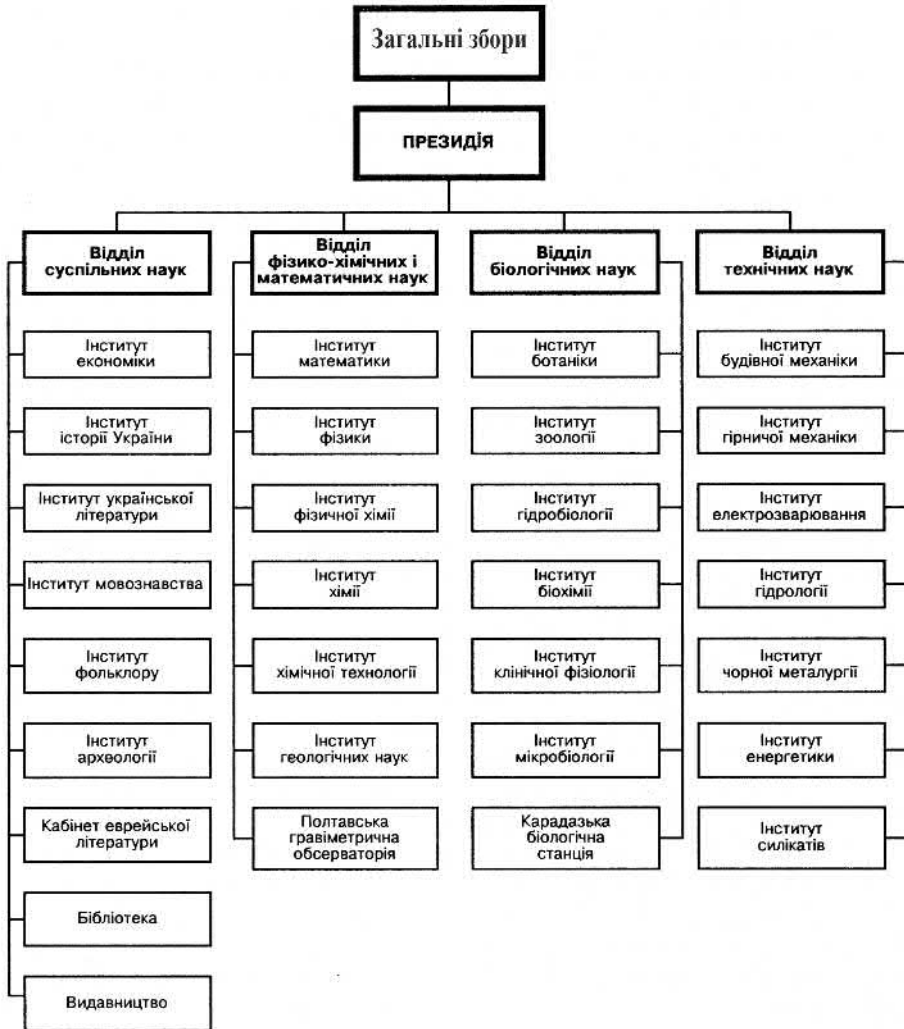 Загальні збори
ПРЕЗИДІЯ
Відділ
суспільних наук
Інститут
економіки
Інститут
історії України
Інститут української
літератури
Інститут мовознавства
Інститут
фольклору
Інститут
археології
Кабінет еврейської
літератури
Бібліотека
Видавництво
Відділ
фізико-хімічних і
математичних наук
Інститут
математики
Інститут
фізики
Інститут
фізичної хімії
Інститут
хімії
Інститут
хімічної технології
Інститут
геологічних наук
Полтавська
гравіметрична
обсерваторія
Відділ
біологічних наук
Інститут
ботаніки
Інститут
зоології
Інститут
гідробіології
Інститут
біохімії
Інститут
клінічної фізіології
Інститут
мікробіології
Карадазька
біологічна
станція
Відділ
технічних наук
Інститут
будівної механіки
Інститут
гірничої механіки
Інститут
електрозварювання
Інститут
гідрології
Інститут
чорної металургії
Інститут
енергетики
Інститут
силікатів